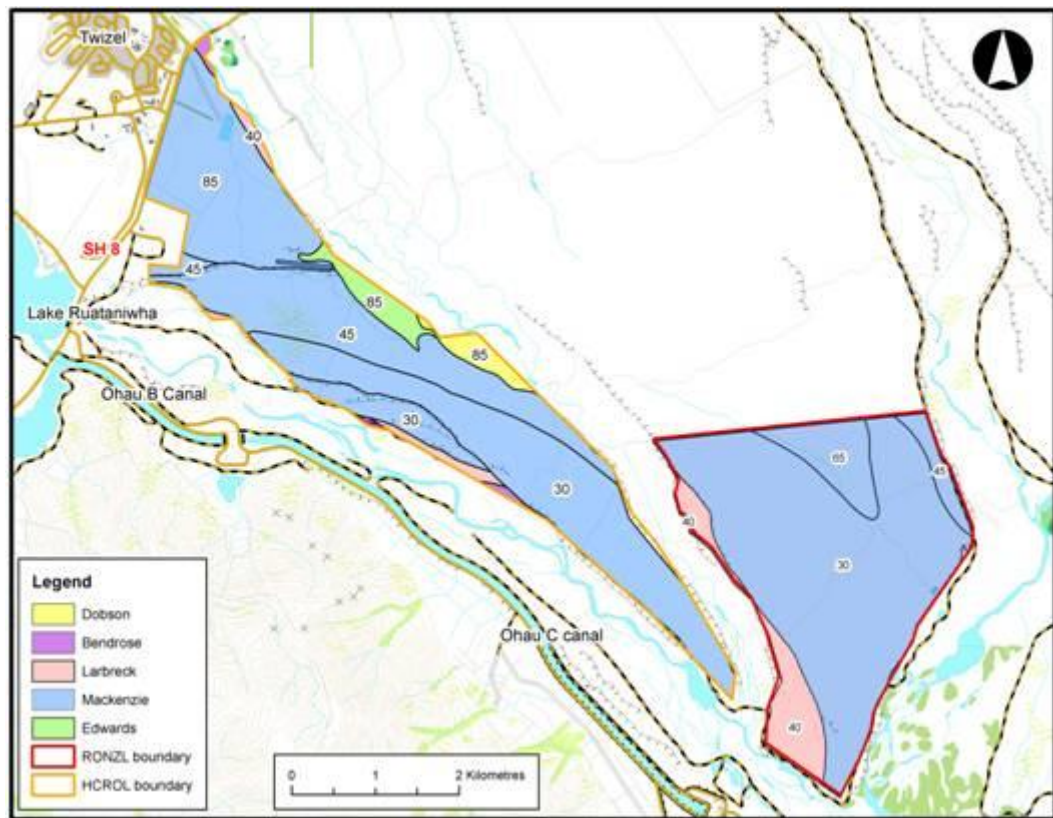 Twizel
40
85
SH 8
45
85
Lake Ruataniwha
45
85
Ohau B Canal
30
30
65
45
40
30
40
Ohau C canal
Legend
Dobson
Bendrose
Larbreck
Mackenzie
Edwards
RONZL boundary
HCROL boundary
0 1 2 Kilometres